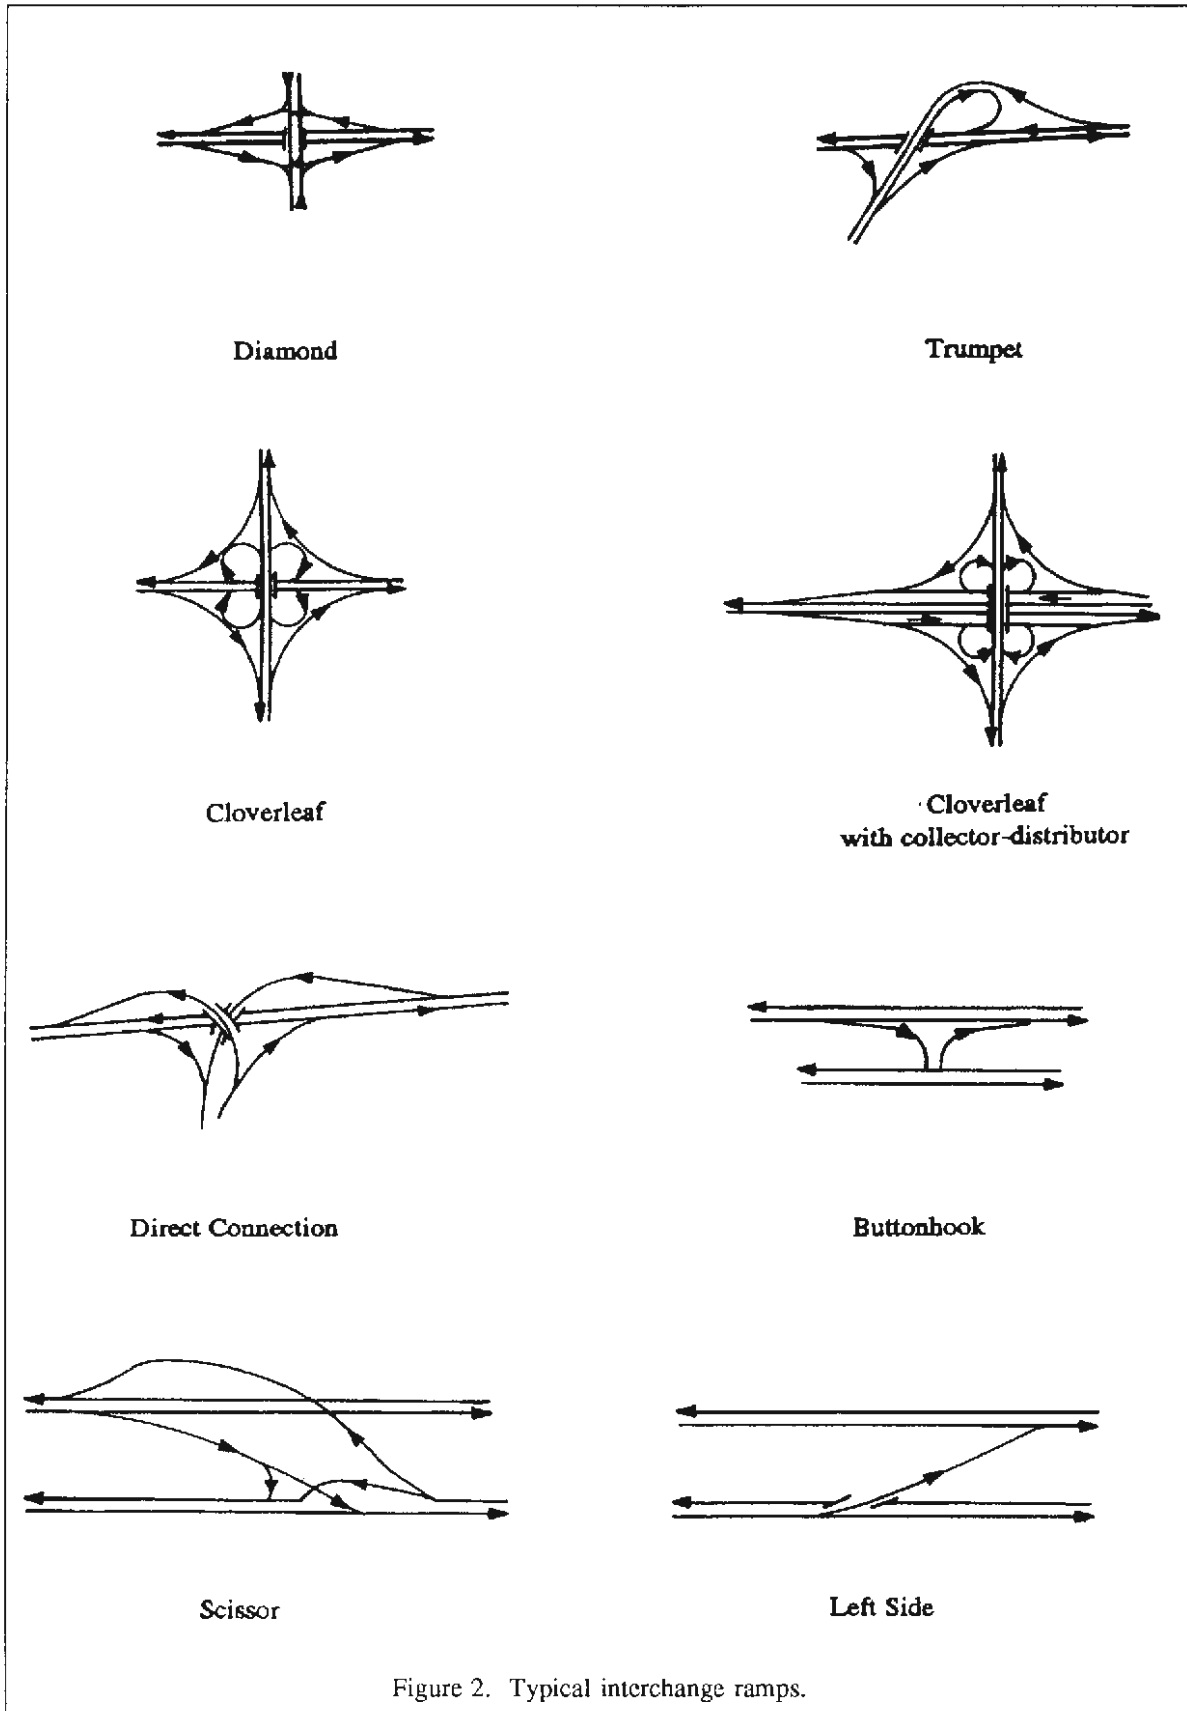 Diamond
Trumpet
Cloverleaf
Cloverleaf
with collector-distributor
Direct Connection
Buttonhook
Scissor
Left Side
Figure 2. Typical interchange ramps.